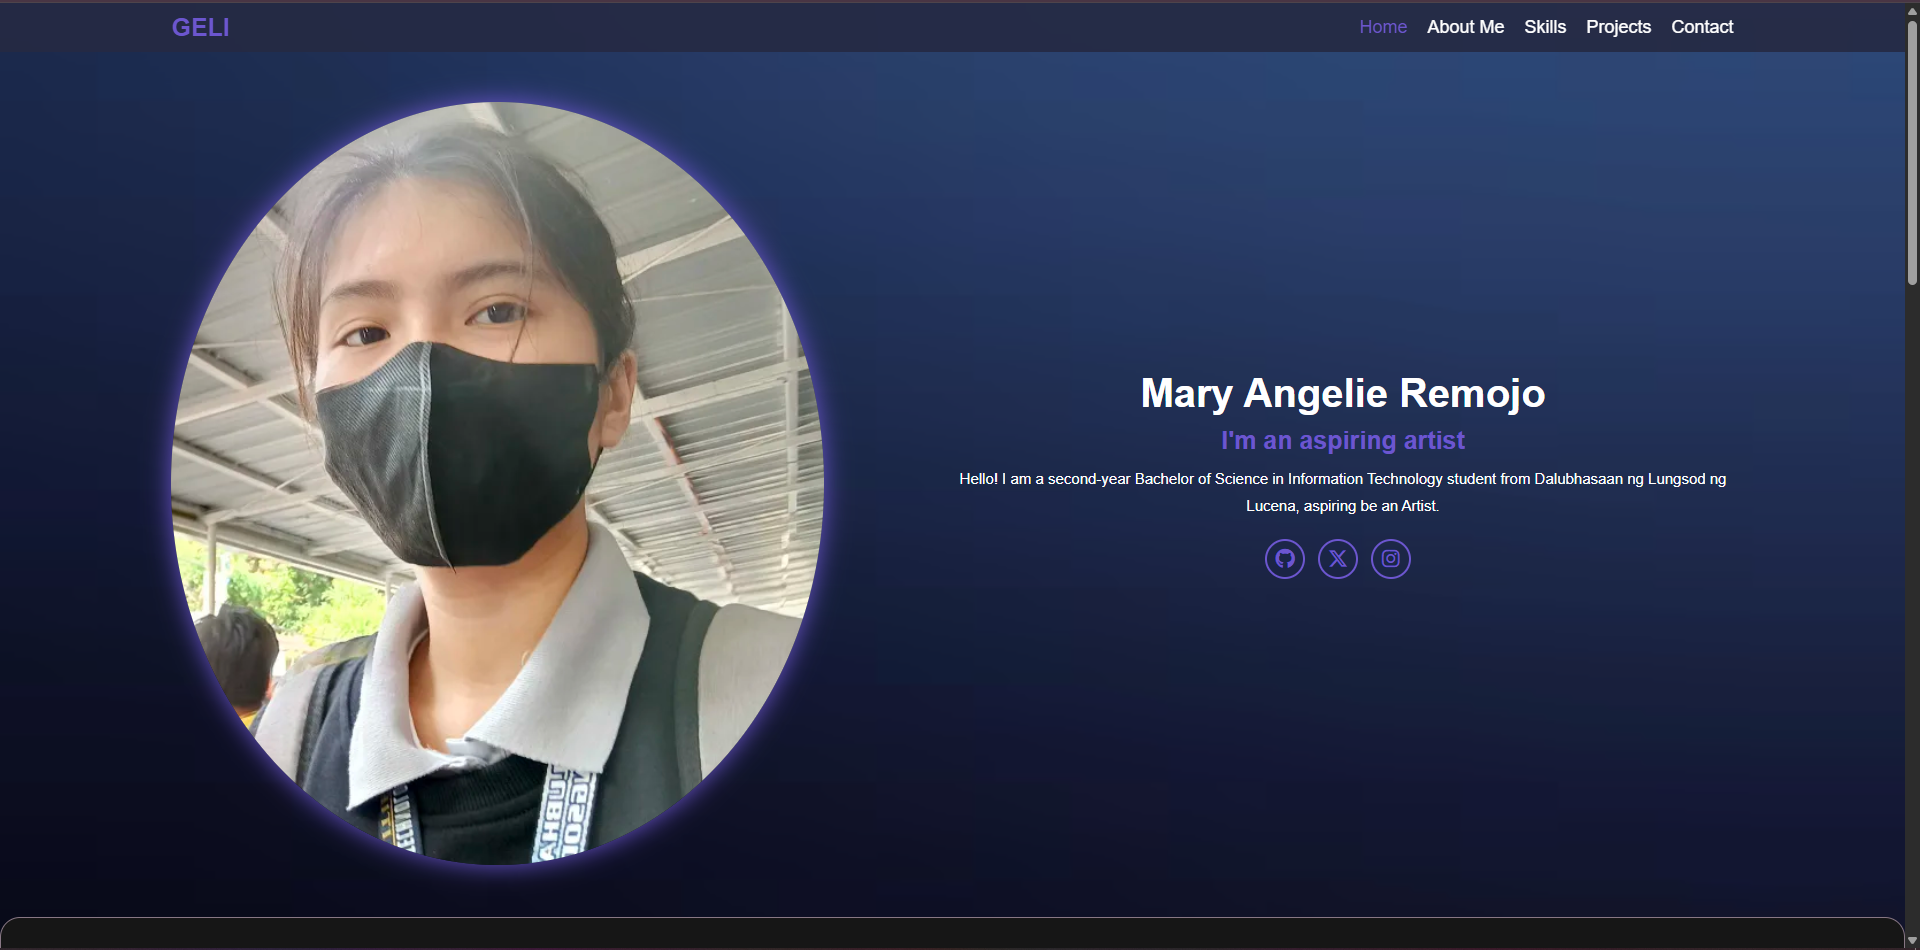 GELI
Home About Me Skills Projects Contact
Mary Angelie Remojo
I'm an aspiring artist
Hello! I am a second-year Bachelor of Science in Information Technology student from Dalubhasaan ng Lungsod ng
Lucena, aspiring be an Artist.